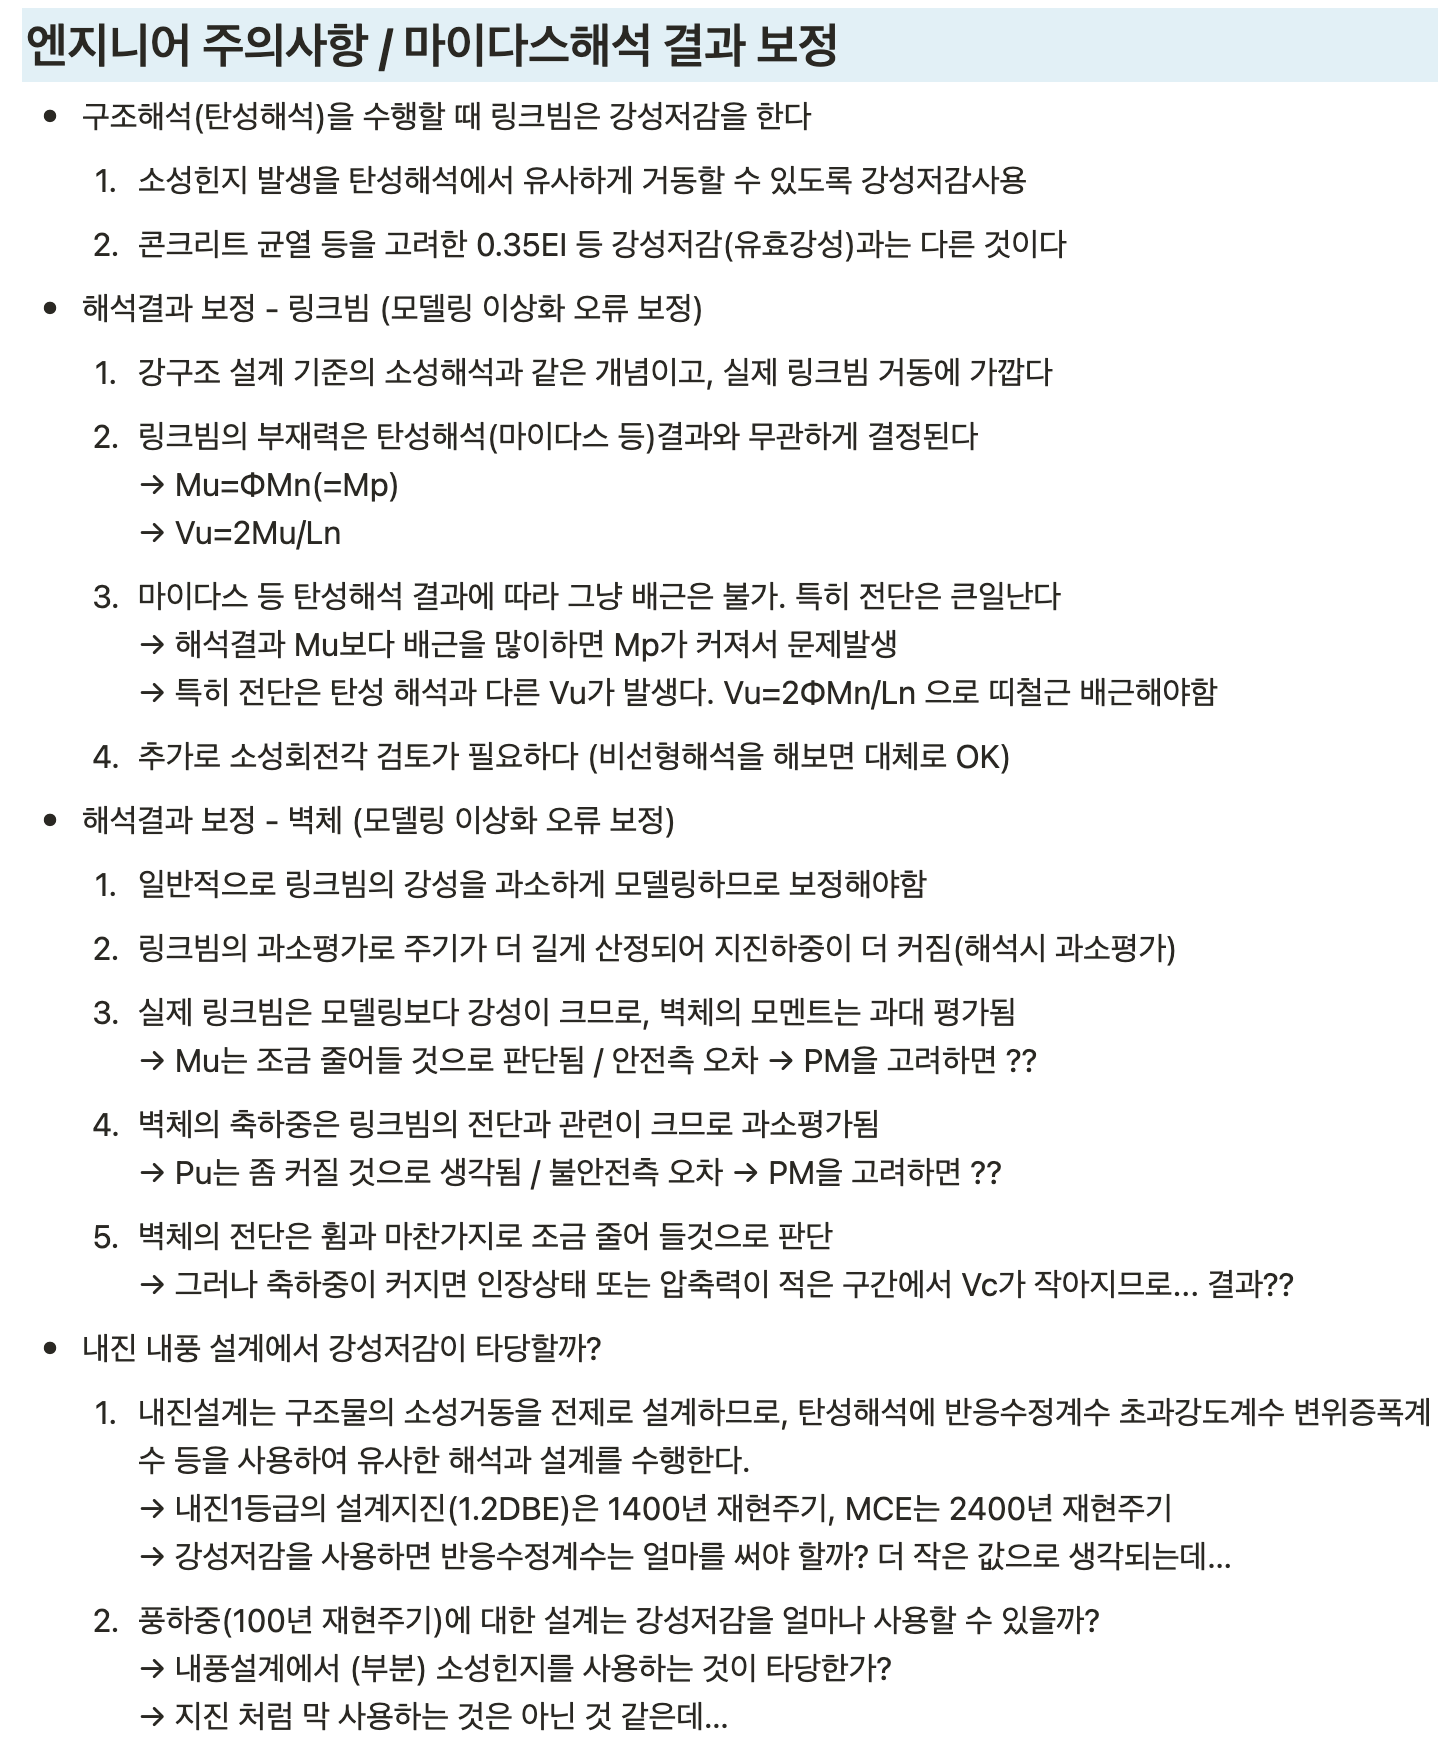 엔지니어 주의사항 / 마이다스해석 결과 보정
• 구조해석(탄성해석)을 수행할 때 링크빔은 강성저감을 한다
1. 소성힌지 발생을 탄성해석에서 유사하게 거동할 수 있도록 강성저감사용
2. 콘크리트 균열 등을 고려한 0.35EI 등 강성저감(유효강성)과는 다른 것이다
• 해석결과 보정 - 링크빔 (모델링 이상화 오류 보정)
1. 강구조 설계 기준의 소성해석과 같은 개념이고, 실제 링크빔 거동에 가깝다
2. 링크빔의 부재력은 탄성해석(마이다스 등)결과와 무관하게 결정된다
→ Mu=ΦMn(=Mp)
→ Vu=2Mu/Ln
3. 마이다스 등 탄성해석 결과에 따라 그냥 배근은 불가. 특히 전단은 큰일난다
→ 해석결과 Mu보다 배근을 많이하면 Mp가 커져서 문제발생
→ 특히 전단은 탄성 해석과 다른 Vu가 발생다. Vu=2ΦMn/Ln 으로 띠철근 배근해야함
4. 추가로 소성회전각 검토가 필요하다 (비선형해석을 해보면 대체로 OK)
• 해석결과 보정 - 벽체 (모델링 이상화 오류 보정)
1. 일반적으로 링크빔의 강성을 과소하게 모델링하므로 보정해야함
2. 링크빔의 과소평가로 주기가 더 길게 산정되어 지진하중이 더 커짐(해석시 과소평가)
3. 실제 링크빔은 모델링보다 강성이 크므로, 벽체의 모멘트는 과대 평가됨
→ Mu는 조금 줄어들 것으로 판단됨 / 안전측 오차 → PM을 고려하면 ??
4. 벽체의 축하중은 링크빔의 전단과 관련이 크므로 과소평가됨
→ Pu는 좀 커질 것으로 생각됨 / 불안전측 오차 → PM을 고려하면 ??
5. 벽체의 전단은 휨과 마찬가지로 조금 줄어 들것으로 판단
→ 그러나 축하중이 커지면 인장상태 또는 압축력이 적은 구간에서 Vc가 작아지므로... 결과??
• 내진 내풍 설계에서 강성저감이 타당할까?
1. 내진설계는 구조물의 소성거동을 전제로 설계하므로, 탄성해석에 반응수정계수 초과강도계수 변위증폭계
수 등을 사용하여 유사한 해석과 설계를 수행한다.
→ 내진1등급의 설계지진(1.2DBE)은 1400년 재현주기, MCE는 2400년 재현주기
→ 강성저감을 사용하면 반응수정계수는 얼마를 써야 할까? 더 작은 값으로 생각되는데...
2. 풍하중(100년 재현주기)에 대한 설계는 강성저감을 얼마나 사용할 수 있을까?
→ 내풍설계에서 (부분) 소성힌지를 사용하는 것이 타당한가?
→ 지진 처럼 막 사용하는 것은 아닌 것 같은데...